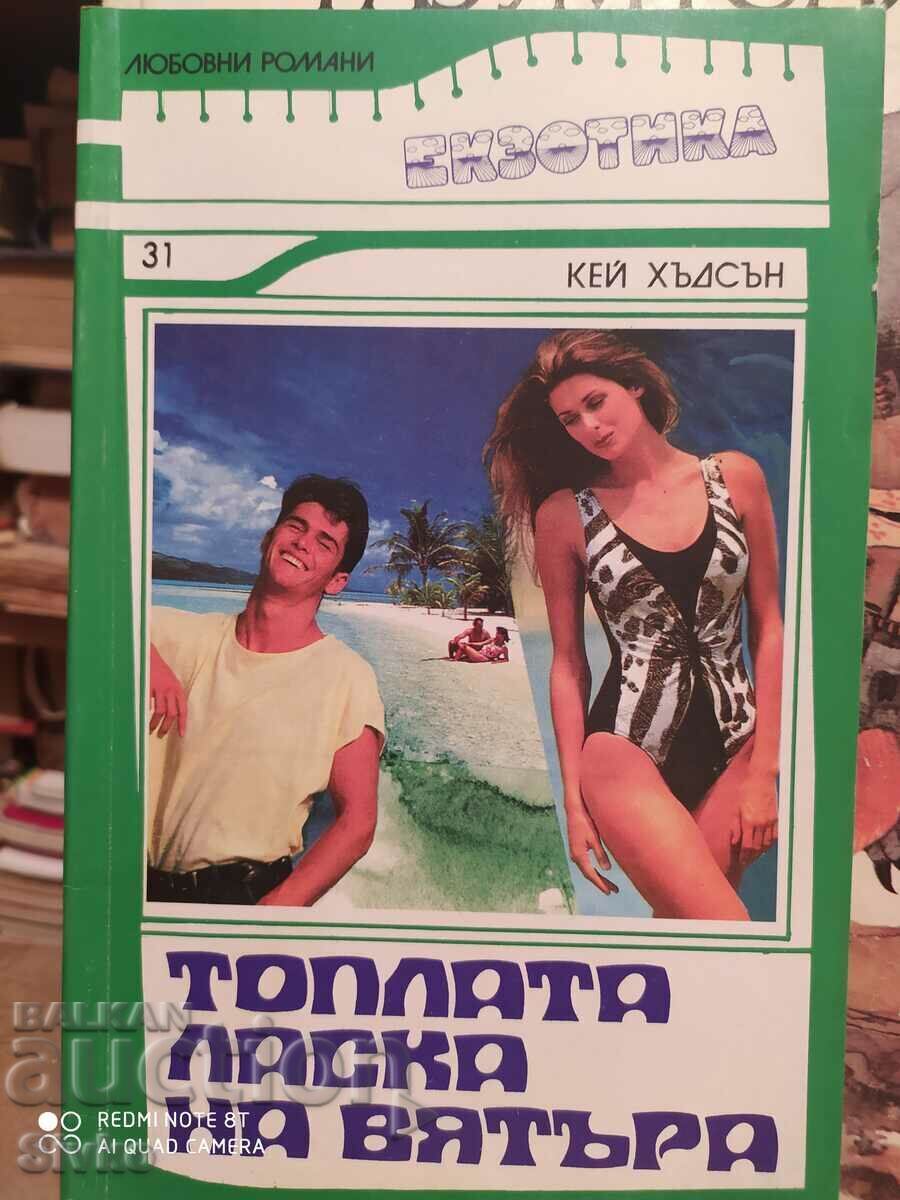 ЛЮБОВНИ РОМАНИ
ЕКЗОТИКА
31
КЕЙ ХЪДСЪН
ТОПЛАТА
ЛАСКА
НА ВЯТЪРА
BALKAN
auction
REDMI NOTE 8T
AI QUAD CAMERA